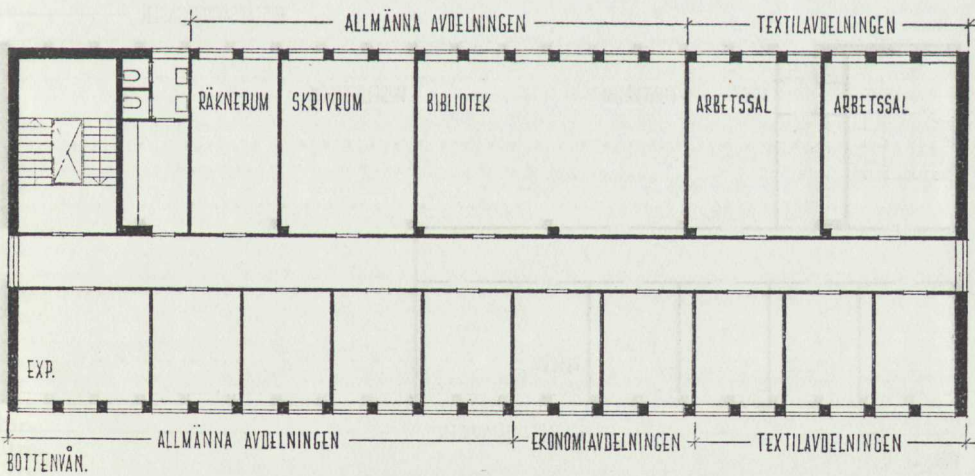 ALLMÄNNA AVDELNINGEN TEXTILAVDELNINGEN
RÄKNERUM SKRIVRUM BIBLIOTEK ARBETSSAL ARBETSSAL
EXP.
ALLMÄNNA AVDELNINGEN EKONOMIAVDELNINGEN TEXTILAVDELNINGEN
BOTTENVÅN.